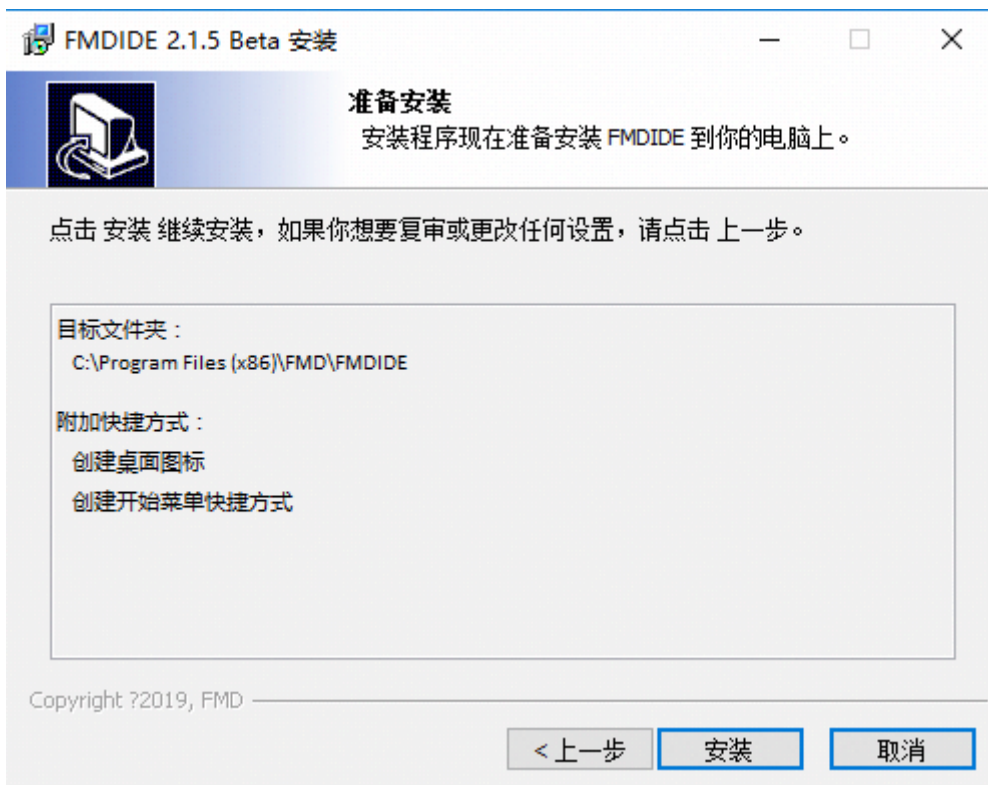 FMDIDE 2.1.5 Beta 安装
准备安装
安装程序现在准备安装 FMDIDE 到你的电脑上。
点击 安装 继续安装，如果你想要复审或更改任何设置，请点击 上一步。
目标文件夹：
C:\Program Files (x86)\FMD\FMDIDE
附加快捷方式：
创建桌面图标
创建开始菜单快捷方式
Copyright ?2019, FMD
<上一步 安装 取消